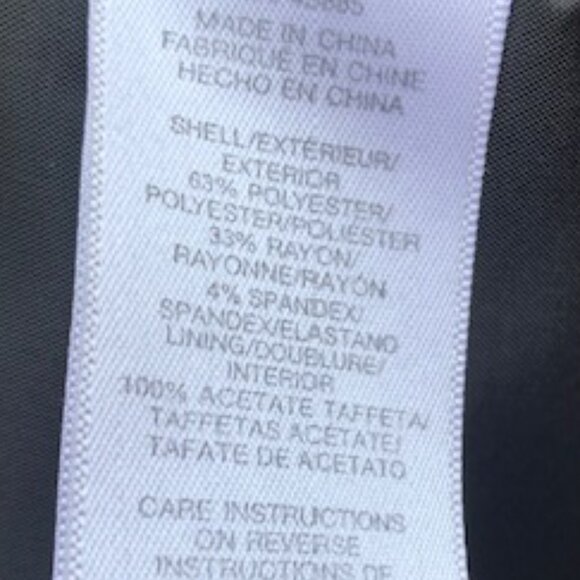 MADE IN CHINA
FABRIQUÉ EN CHINE
HECHO EN CHINA
SHELL/EXTÉRIEUR/
EXTERIOR
63% POLYESTER/
POLYESTER/POLIÉSTER
33% RAYON/
RAYONNE/RAYÓN
4% SPANDEX/
SPANDEX/ELASTANO
LINING/DOUBLURE/
INTERIOR
100% ACETATE TAFFETA/
TAFFETAS ACÉTATE/
TAFATE DE ACETATO
CARE INSTRUCTIONS
ON REVERSE
INSTRUCTIONS DE